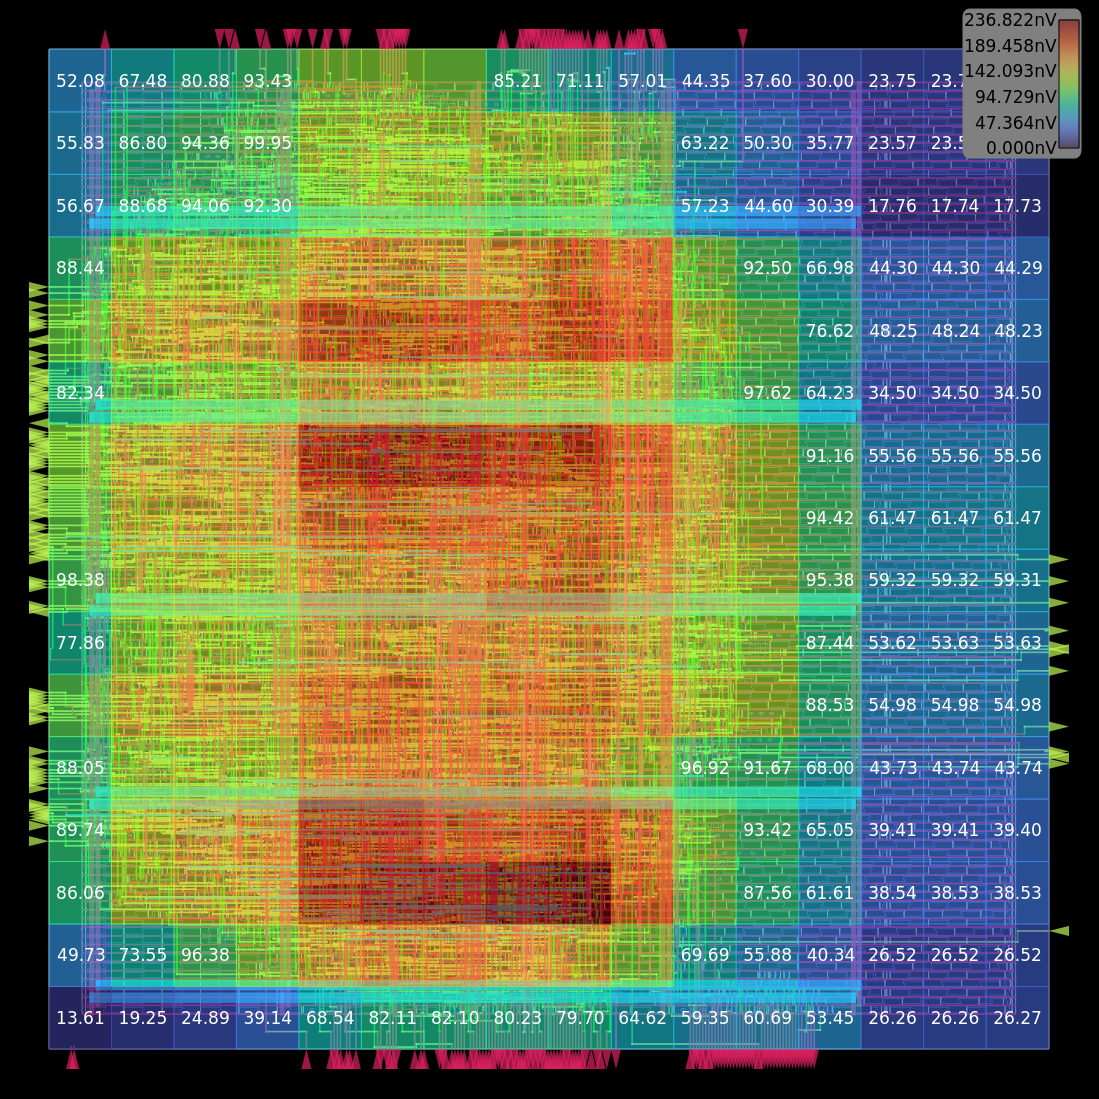 236.822nV
189.458nV
142.093nV
94.729nV
47.364nV
0.000nV
52.08 67.48 80.88 93.43 85.21 71.11 57.01 44.35 37.60 30.00 23.75
55.83 86.80 94.36 99.95 63.22 50.30 35.77 23.57
56.67 88.68 94.06 92.30 57.23 44.60 30.39 17.76 17.74 17.73
88.44 92.50 66.98 44.30 44.30 44.29
76.62 48.25 48.24 48.23
82.34 97.62 64.23 34.50 34.50 34.50
91.16 55.56 55.56 55.56
94.42 61.47 61.47 61.47
98.38 95.38 59.32 59.32 59.31
77.86 87.44 53.62 53.63 53.63
88.53 54.98 54.98 54.98
88.05 96.92 91.67 68.00 43.73 43.74 43.74
89.74 93.42 65.05 39.41 39.41 39.40
86.06 87.56 61.61 38.54 38.53 38.53
49.73 73.55 96.38 69.69 55.88 40.34 26.52 26.52 26.52
13.61 19.25 24.89 39.14 68.54 82.11 82.10 80.23 79.70 64.62 59.35 60.69 53.45 26.26 26.26 26.27